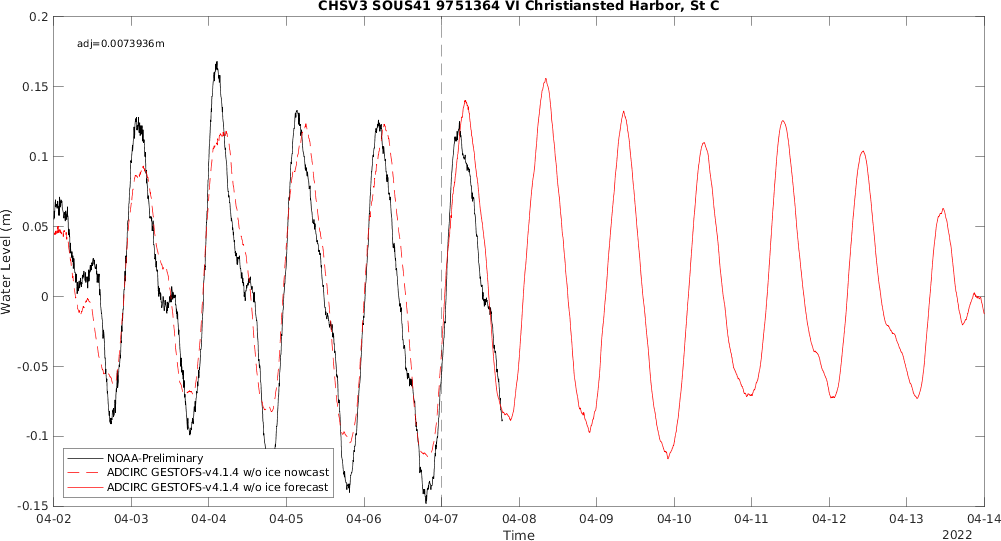 CHSV3 SOUS41 9751364 VI Christiansted Harbor, St C
adj=0.0073936m
Water Level (m)
0.2
0.15
0.1
0.05
0
-0.05
-0.1
-0.15
NOAA-Preliminary
ADCIRC GESTOFS-v4.1.4 w/o ice nowcast
ADCIRC GESTOFS-v4.1.4 w/o ice forecast
04-02 04-03 04-04 04-05 04-06 04-07 04-08 04-09 04-10 04-11 04-12 04-13 04-14
Time
2022